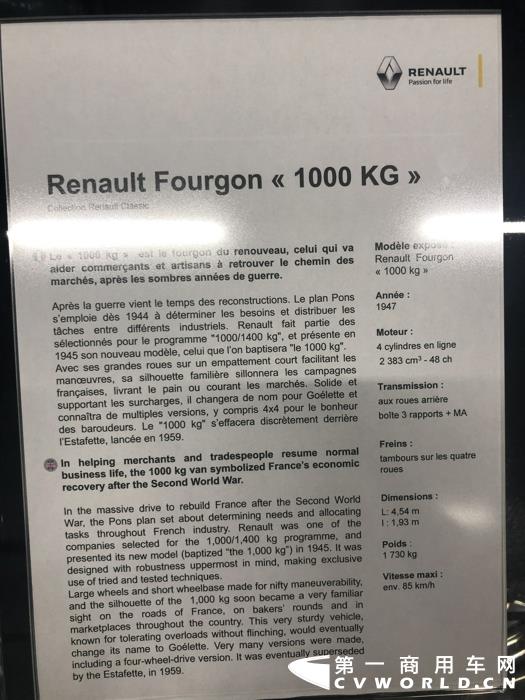 RENAULT
Passion for life
Renault Fourgon « 1000 KG »
Collection Renault Classic
Le « 1000 kg » est le fourgon du renouveau, celui qui va
aider commerçants et artisans à retrouver le chemin des
marchés, après les sombres années de guerre.
Après la guerre vient le temps des reconstructions. Le plan Pons
s'emploie dès 1944 à déterminer les besoins et distribuer les
tâches entre différents industriels. Renault fait partie des
sélectionnés pour le programme "1000/1400 kg", et présente en
1945 son nouveau modèle, celui que l'on baptisera "le 1000 kg".
Avec ses grandes roues sur un empattement court facilitant les
manœuvres, sa silhouette familière sillonnera les campagnes
françaises, livrant le pain ou courant les marchés. Solide et
supportant les surcharges, il changera de nom pour Goélette et
connaîtra de multiples versions, y compris 4x4 pour le bonheur
des baroudeurs. Le "1000 kg" s'effacera discrètement derrière
l'Estafette, lancée en 1959.
In helping merchants and tradespeople resume normal
business life, the 1000 kg van symbolized France's economic
recovery after the Second World War.
In the massive drive to rebuild France after the Second World
War, the Pons plan set about determining needs and allocating
tasks throughout French industry. Renault was one of the
companies selected for the 1,000/1,400 kg programme, and
presented its new model (baptized "the 1,000 kg") in 1945. It was
designed with robustness uppermost in mind, making exclusive
use of tried and tested techniques.
Large wheels and short wheelbase made for nifty maneuverability,
and the silhouette of the 1,000 kg soon became a very familiar
sight on the roads of France, on bakers' rounds and in
marketplaces throughout the country. This very sturdy vehicle,
known for tolerating overloads without flinching, would eventually
change its name to Goélette. Very many versions were made,
including a four-wheel-drive version. It was eventually superseded
by the Estafette, in 1959.
Modèle exposé :
Renault Fourgon
« 1000 kg »
Année :
1947
Moteur :
4 cylindres en ligne
2 383 cm³ - 48 ch
Transmission :
aux roues arrière
boîte 3 rapports + MA
Freins :
tambours sur les quatre
roues
Dimensions :
L: 4,54 m
l : 1,93 m
Poids :
1 730 kg
Vitesse maxi :
env. 85 km/h
第一商用车网
CVWORLD.CN